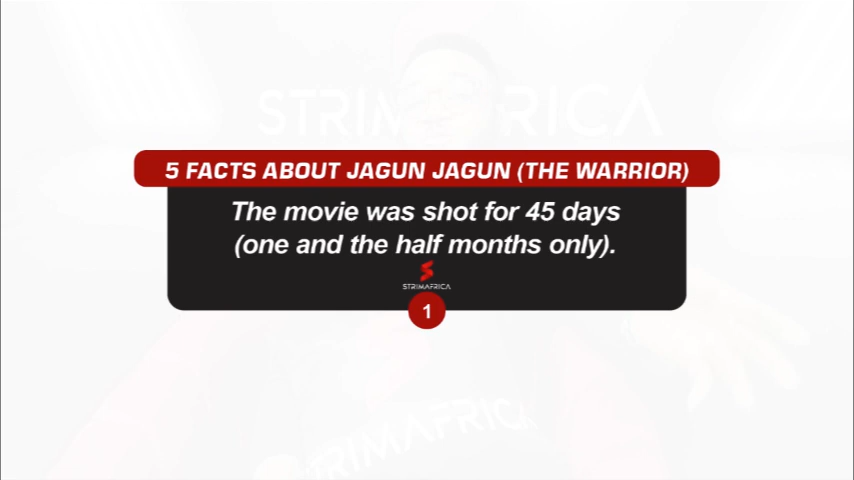 STRIMAFRICA
5 FACTS ABOUT JAGUN JAGUN (THE WARRIOR)
The movie was shot for 45 days
(one and the half months only).
STRIMAFRICA
1
STRIMAFRICA